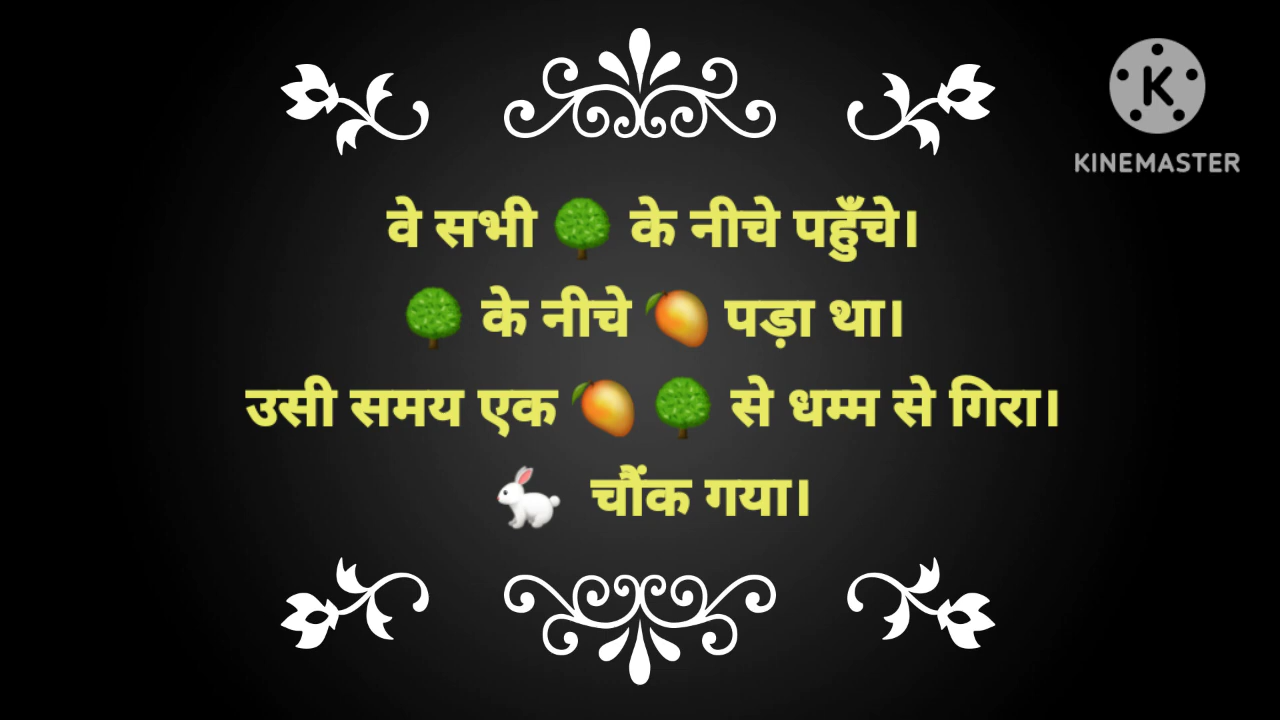 KINEMASTER
वे सभी 🌳 के नीचे पहुँचे।
🌳 के नीचे 🥭 पड़ा था।
उसी समय एक 🥭 🌳 से धम्म से गिरा।
🐇 चौंक गया।